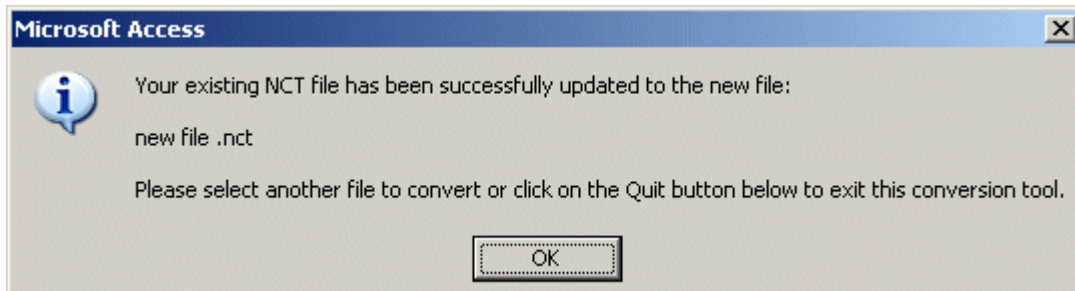 Microsoft Access
Your existing NCT file has been successfully updated to the new file:
new file .nct
Please select another file to convert or click on the Quit button below to exit this conversion tool.
OK